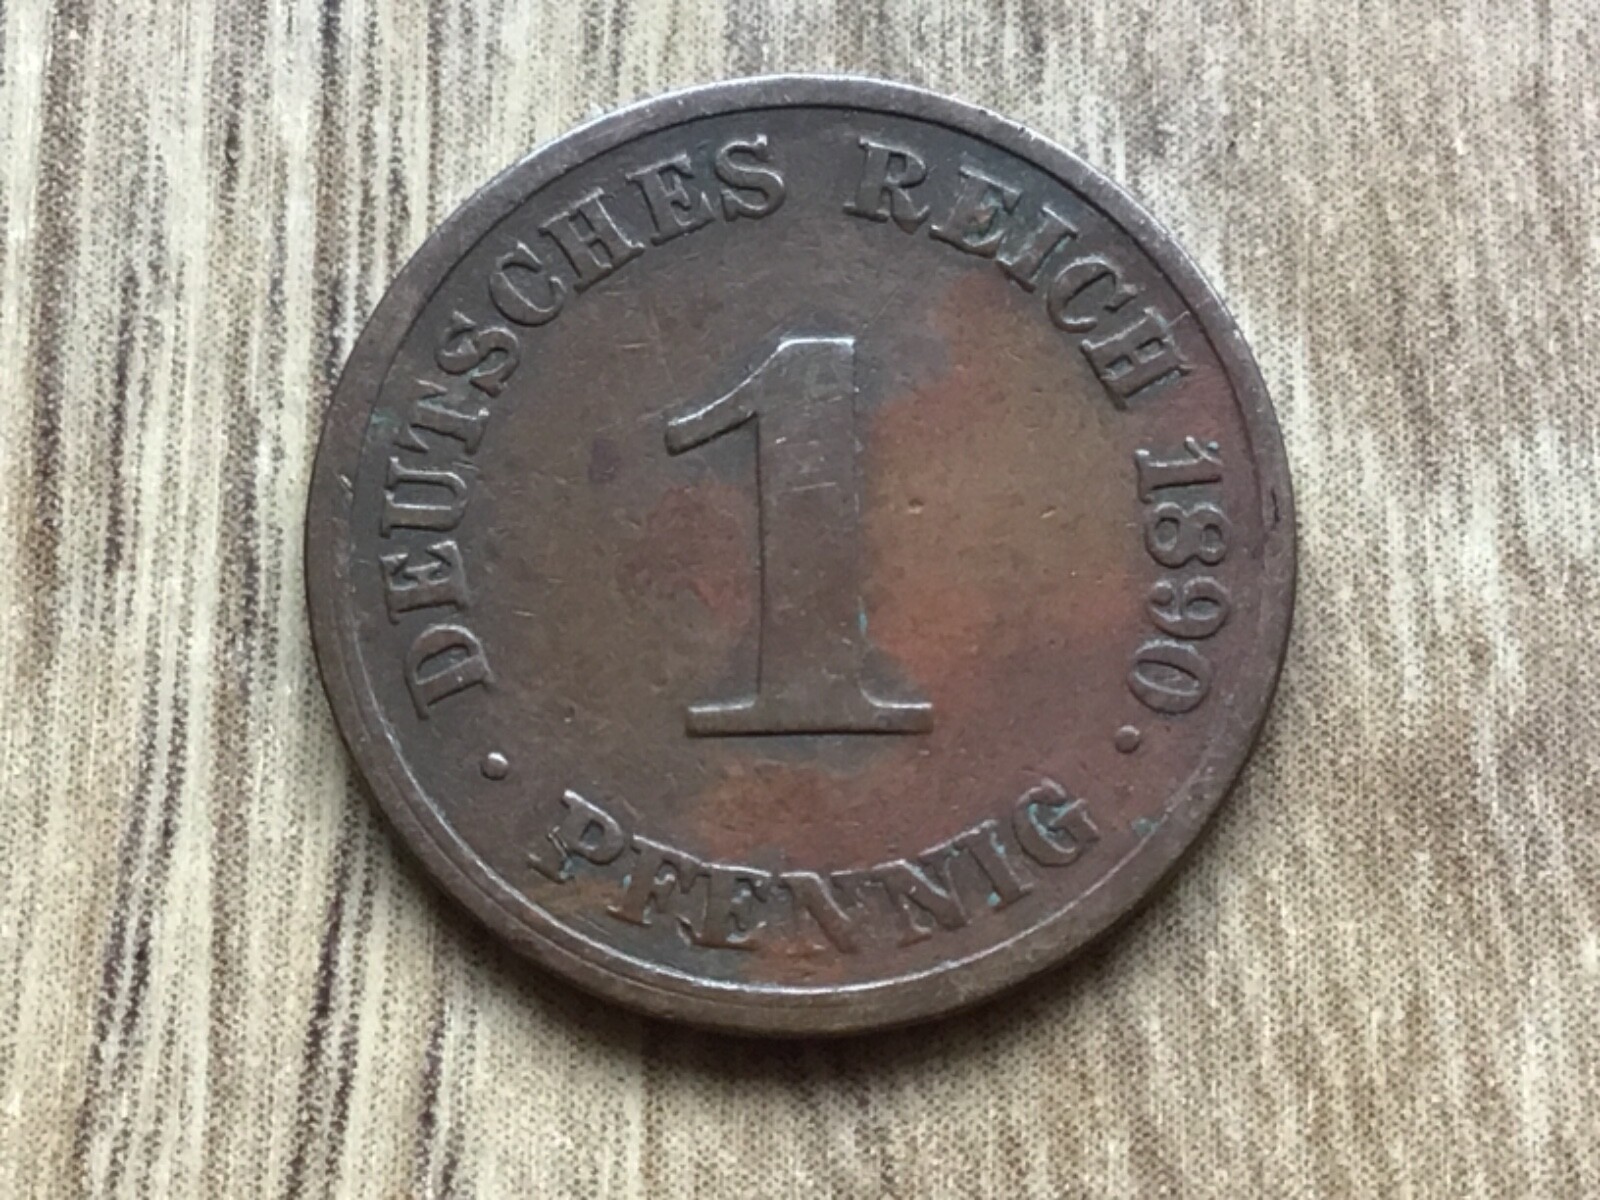 DEUTSCHES REICH 1890
1
· PFENNIG ·